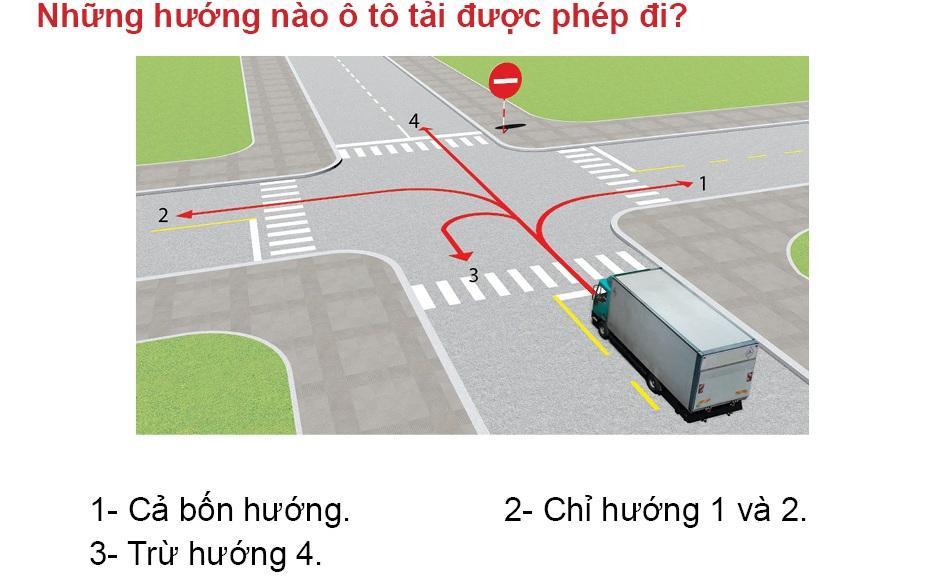 Những hướng nào ô tô tải được phép đi?
4
1
2
3
1- Cả bốn hướng. 2- Chỉ hướng 1 và 2.
3- Trừ hướng 4.